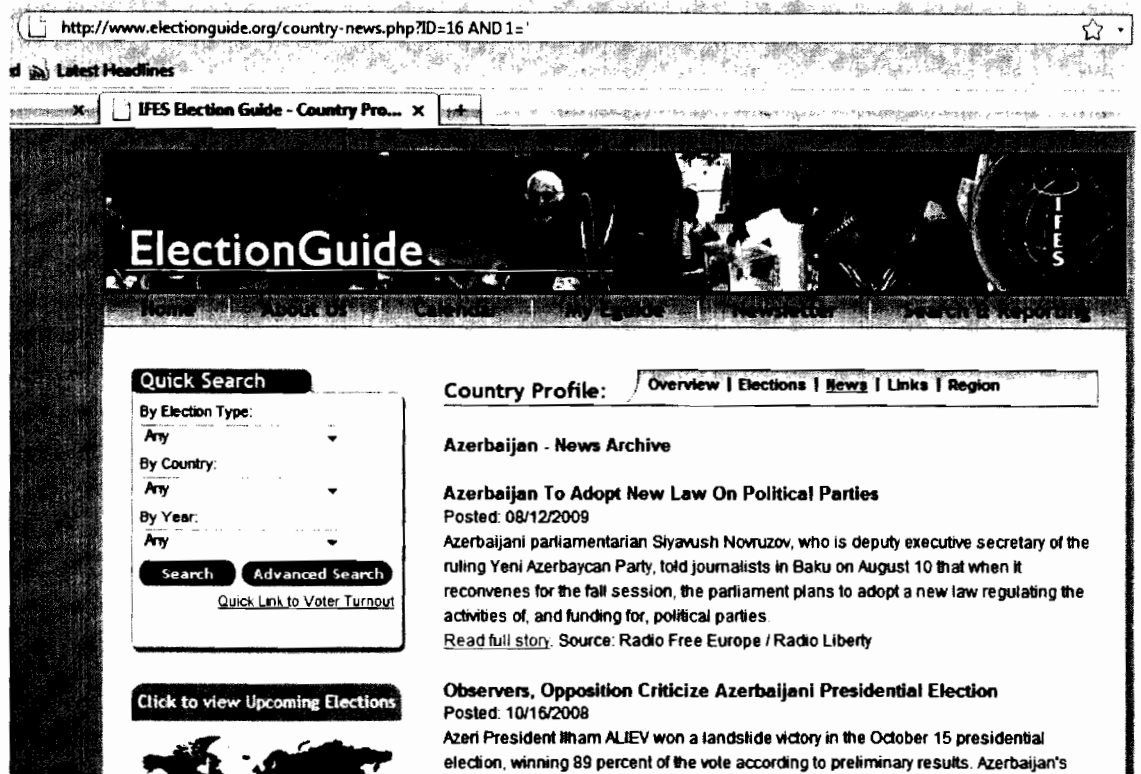 http://www.electionguide.org/country-news.php?ID=16 AND 1='
d Latest Headlines
x IFES Election Guide - Country Pro... x +
IFES
ElectionGuide
Home | About Us | Calendar | My Eguide | Newsletter | Search & Reporting
Quick Search
By Election Type:
Any
By Country:
Any
By Year:
Any
Search Advanced Search
Quick Link to Voter Turnout
Click to view Upcoming Elections
Country Profile: Overview | Elections | News | Links | Region
Azerbaijan - News Archive
Azerbaijan To Adopt New Law On Political Parties
Posted: 08/12/2009
Azerbaijani parliamentarian Siyavush Novruzov, who is deputy executive secretary of the
ruling Yeni Azerbaycan Party, told journalists in Baku on August 10 that when it
reconvenes for the fall session, the parliament plans to adopt a new law regulating the
activities of, and funding for, political parties.
Read full story. Source: Radio Free Europe / Radio Liberty
Observers, Opposition Criticize Azerbaijani Presidential Election
Posted: 10/16/2008
Azeri President Ilham ALIEV won a landslide victory in the October 15 presidential
election, winning 89 percent of the vote according to preliminary results. Azerbaijan's